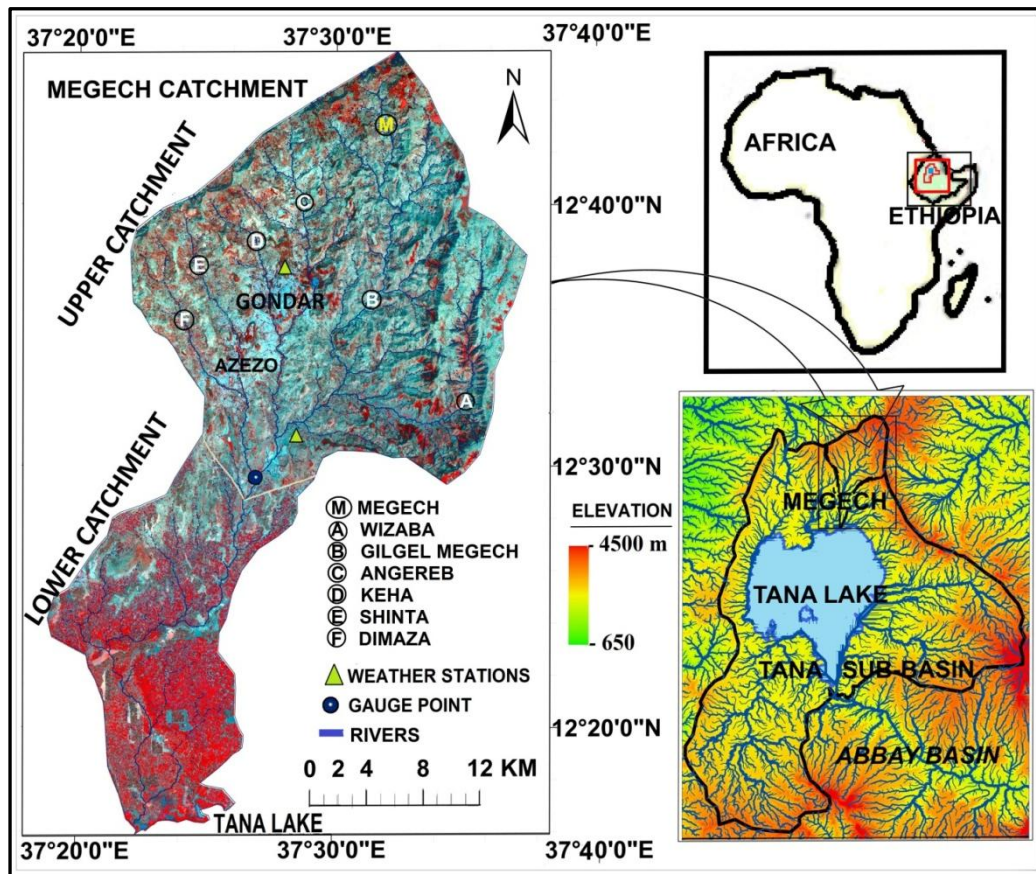 37°20'0"E
37°30'0"E
37°40'0"E
MEGECH CATCHMENT
N
UPPER CATCHMENT
LOWER CATCHMENT
M
C
D
E
GONDAR
B
F
AZEZO
A
12°40'0"N
12°30'0"N
12°20'0"N
M MEGECH
A WIZABA
B GILGEL MEGECH
C ANGEREB
D KEHA
E SHINTA
F DIMAZA
WEATHER STATIONS
GAUGE POINT
RIVERS
0 2 4 8 12 KM
TANA LAKE
37°20'0"E
37°30'0"E
37°40'0"E
AFRICA
ETHIOPIA
ELEVATION
- 4500 m
- 650
MEGECH
TANA LAKE
TANA SUB-BASIN
ABBAY BASIN